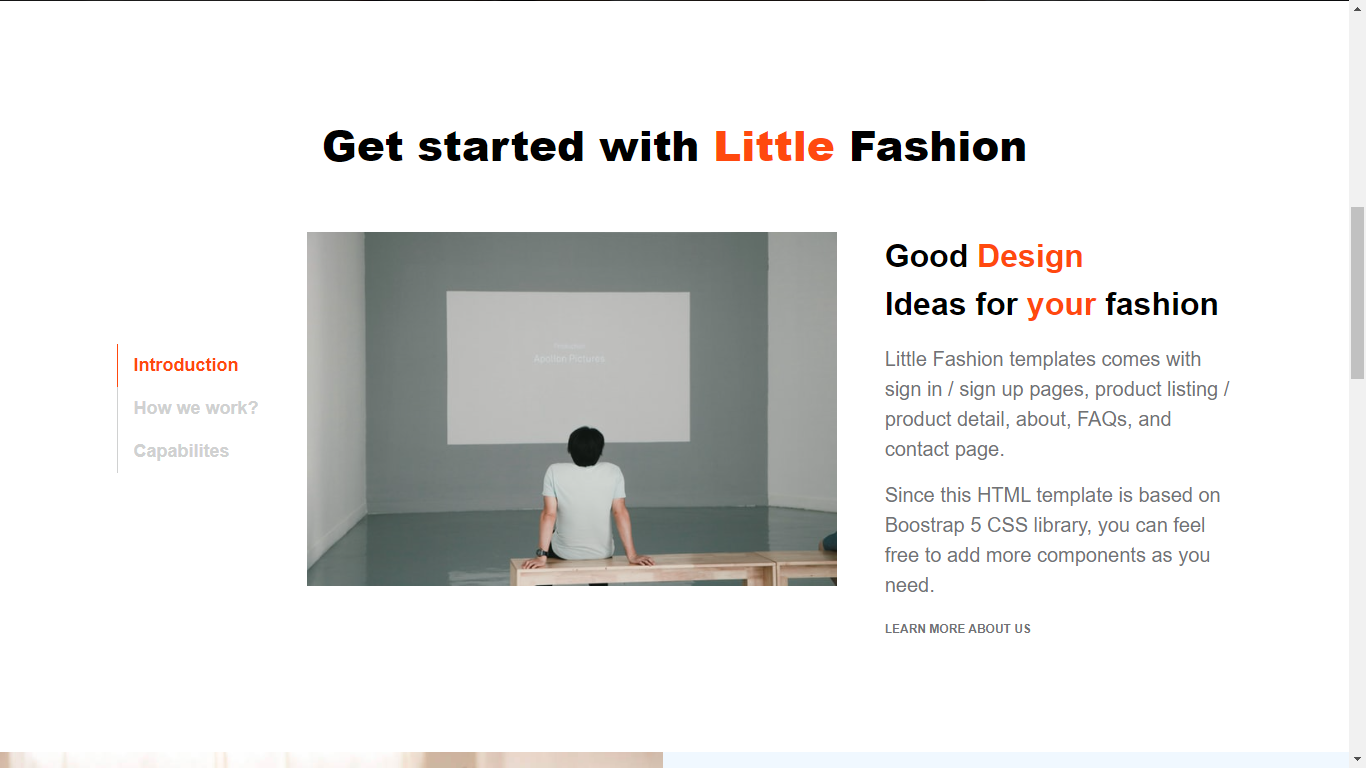 Get started with Little Fashion
Introduction
How we work?
Capabilites
Apollon Pictures
Good Design
Ideas for your fashion
Little Fashion templates comes with
sign in / sign up pages, product listing /
product detail, about, FAQs, and
contact page.
Since this HTML template is based on
Boostrap 5 CSS library, you can feel
free to add more components as you
need.
LEARN MORE ABOUT US